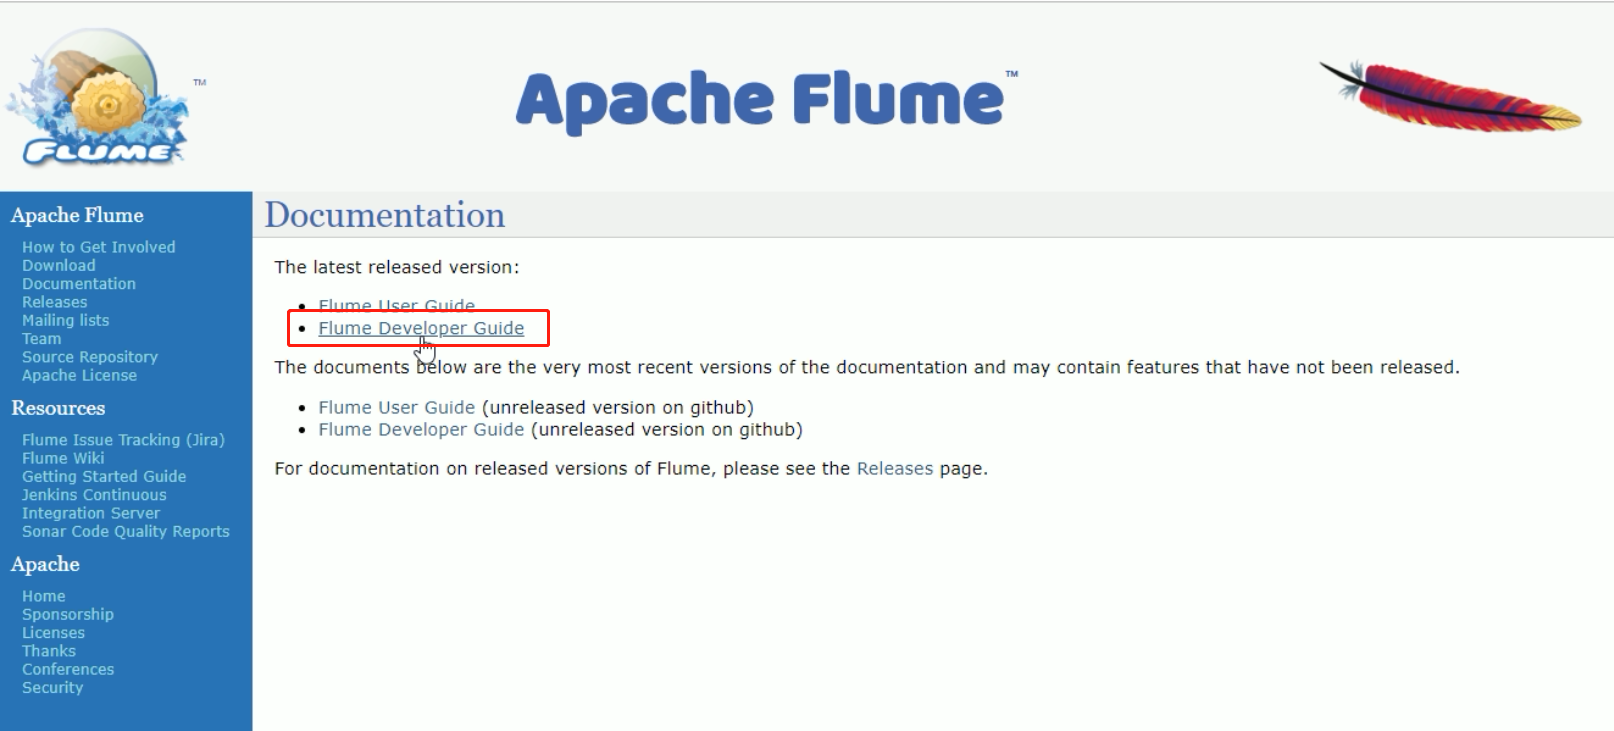 FLUME
TM
Apache Flume™
Apache Flume
How to Get Involved
Download
Documentation
Releases
Mailing lists
Team
Source Repository
Apache License
Resources
Flume Issue Tracking (Jira)
Flume Wiki
Getting Started Guide
Jenkins Continuous
Integration Server
Sonar Code Quality Reports
Apache
Home
Sponsorship
Licenses
Thanks
Conferences
Security
Documentation
The latest released version:
• Flume User Guide
• Flume Developer Guide
The documents below are the very most recent versions of the documentation and may contain features that have not been released.
• Flume User Guide (unreleased version on github)
• Flume Developer Guide (unreleased version on github)
For documentation on released versions of Flume, please see the Releases page.